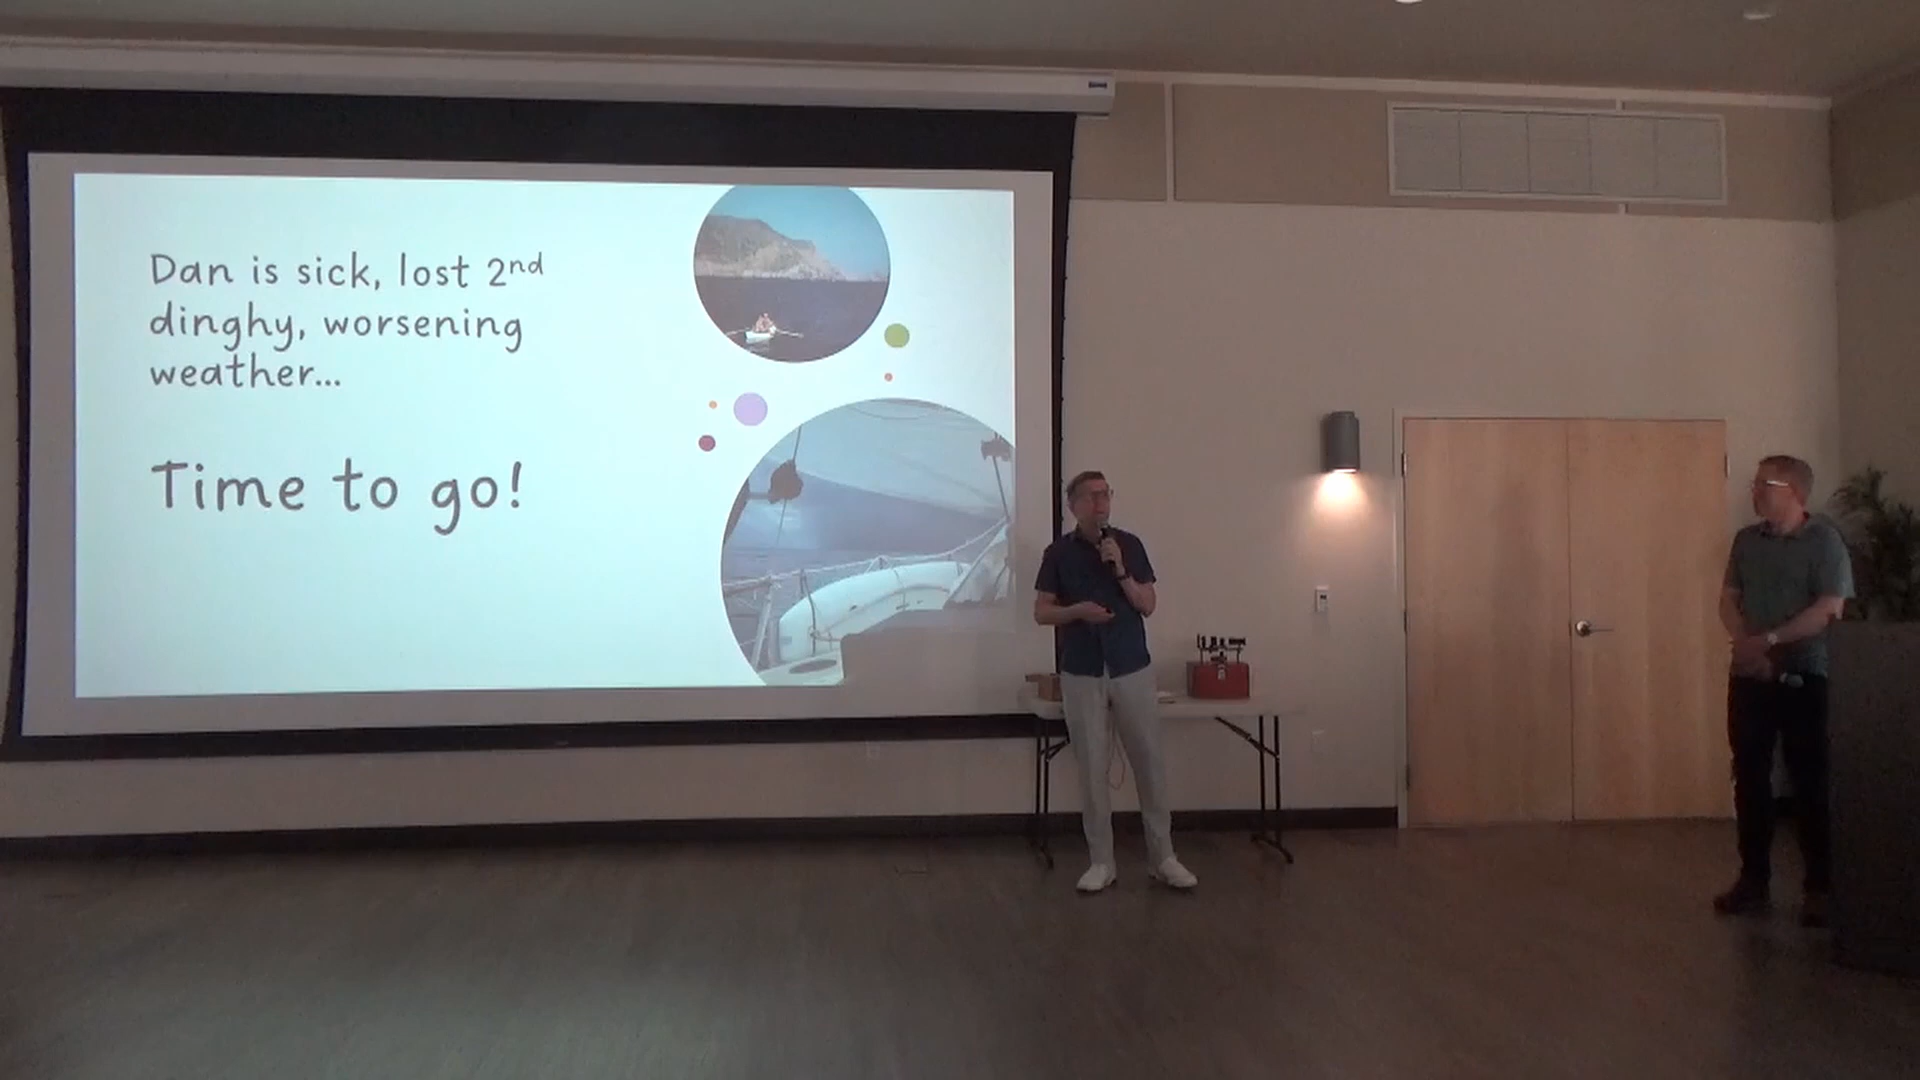 Dan is sick, lost 2nd
dinghy, worsening
weather...
Time to go!